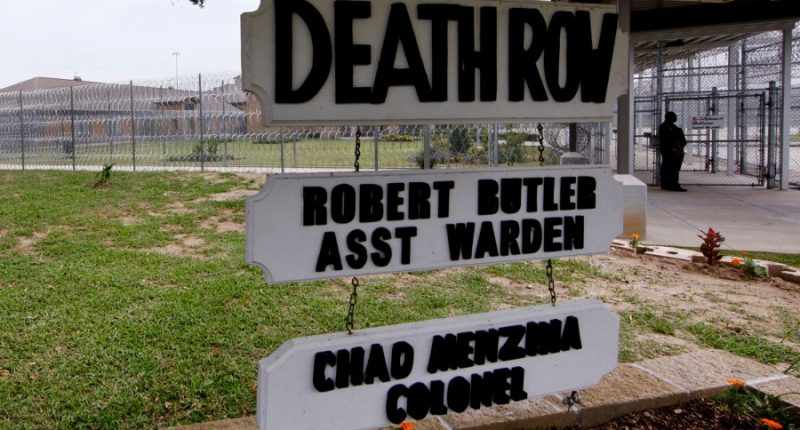 DEATH ROW
ROBERT BUTLER
ASST WARDEN
CHAD MENZINA
COLONEL